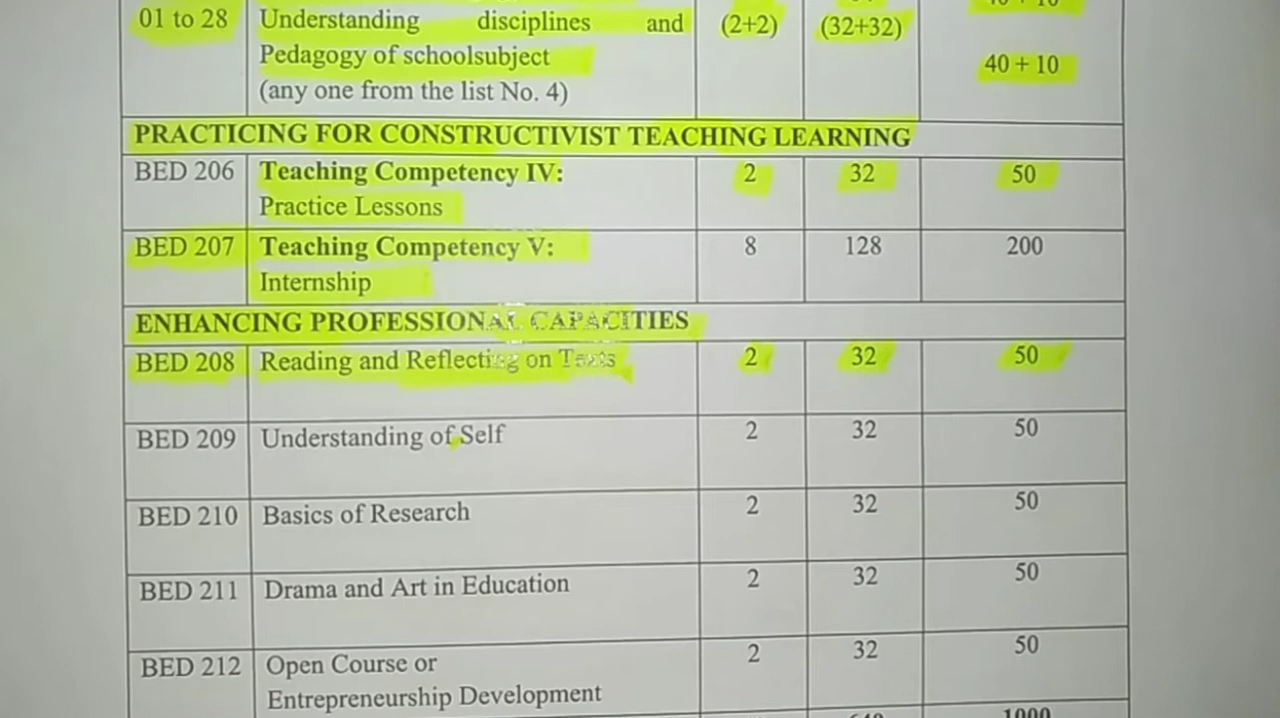 01 to 28 Understanding disciplines and (2+2) (32+32)
Pedagogy of schoolsubject 40 + 10
(any one from the list No. 4)
PRACTICING FOR CONSTRUCTIVIST TEACHING LEARNING
BED 206 Teaching Competency IV: 2 32 50
Practice Lessons
BED 207 Teaching Competency V: 8 128 200
Internship
ENHANCING PROFESSIONAL CAPACITIES
BED 208 Reading and Reflecting on Texts 2 32 50
BED 209 Understanding of Self 2 32 50
BED 210 Basics of Research 2 32 50
BED 211 Drama and Art in Education 2 32 50
BED 212 Open Course or 2 32 50
Entrepreneurship Development
1000